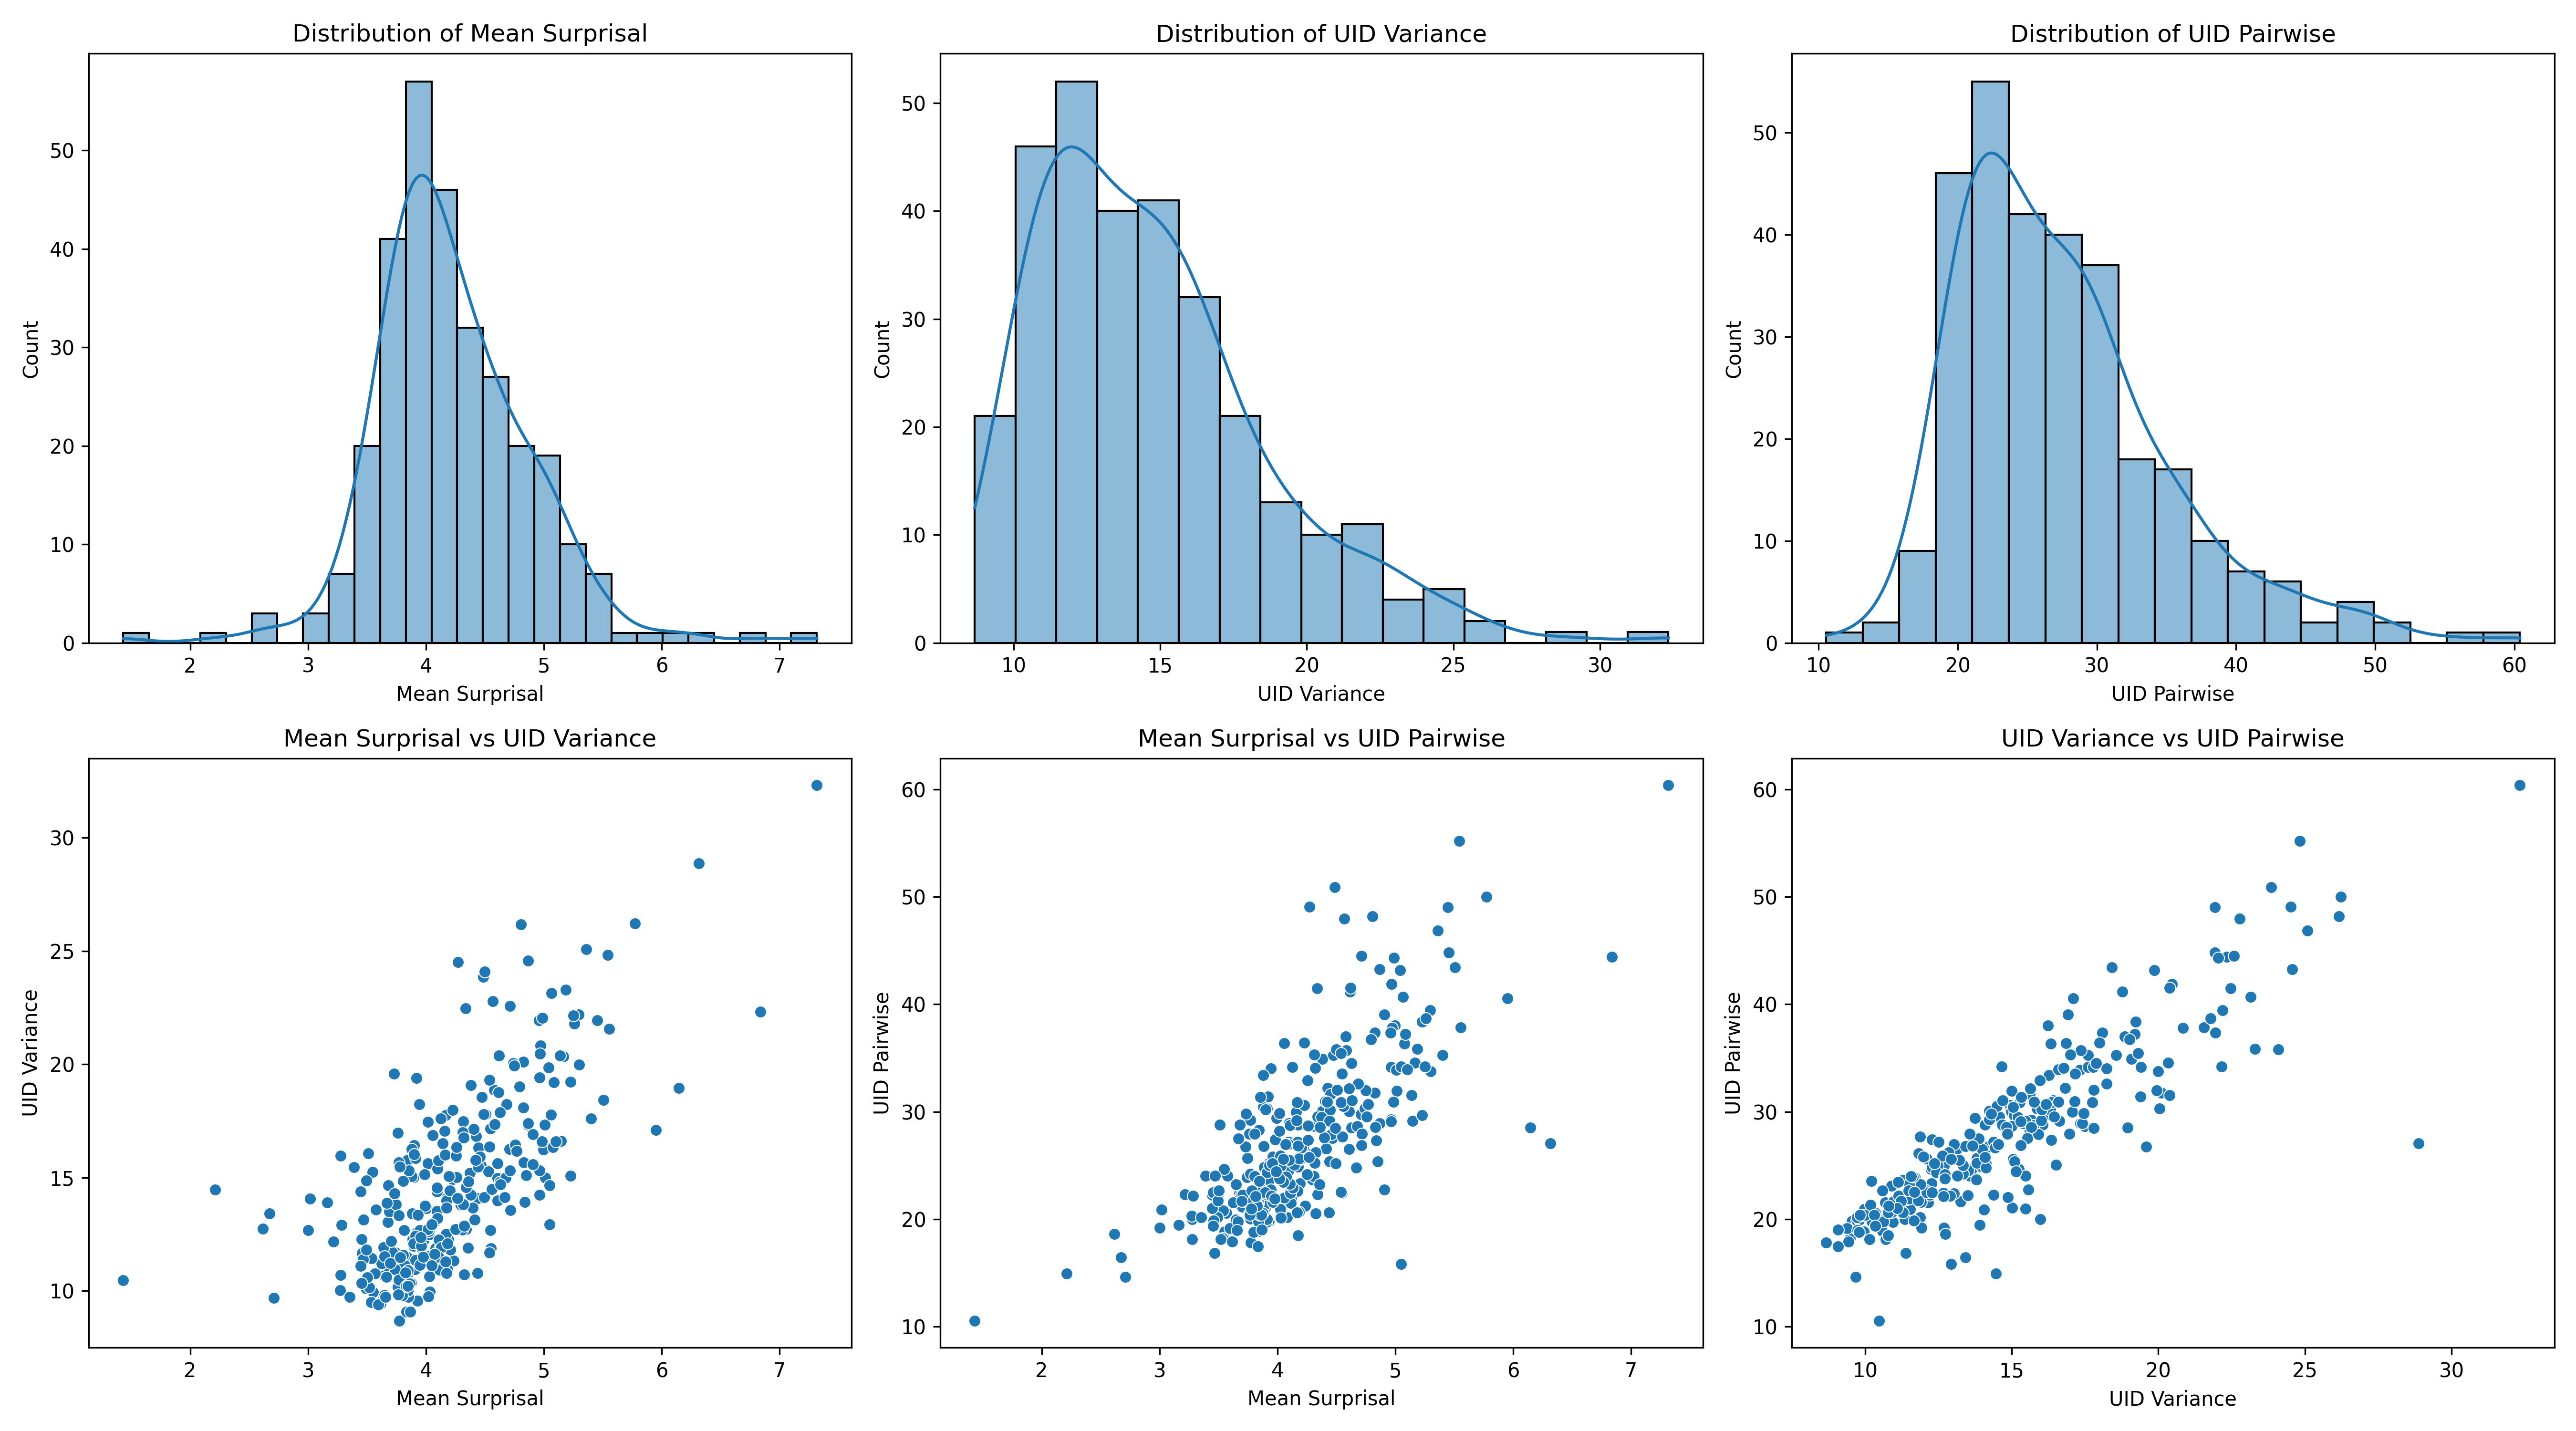 Distribution of Mean Surprisal
Count
50
40
30
20
10
0
2 3 4 5 6 7
Mean Surprisal
Distribution of UID Variance
Count
50
40
30
20
10
0
10 15 20 25 30
UID Variance
Distribution of UID Pairwise
Count
50
40
30
20
10
0
10 20 30 40 50 60
UID Pairwise
Mean Surprisal vs UID Variance
UID Variance
30
25
20
15
10
2 3 4 5 6 7
Mean Surprisal
Mean Surprisal vs UID Pairwise
UID Pairwise
60
50
40
30
20
10
2 3 4 5 6 7
Mean Surprisal
UID Variance vs UID Pairwise
UID Pairwise
60
50
40
30
20
10
10 15 20 25 30
UID Variance